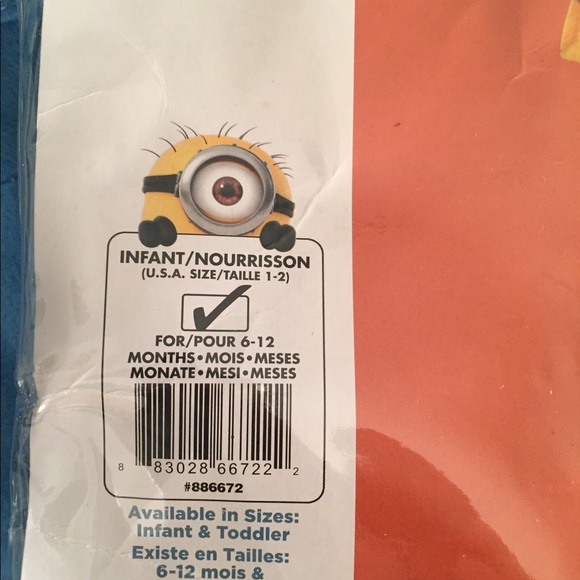 INFANT/NOURRISSON
(U.S.A. SIZE/TAILLE 1-2)
FOR/POUR 6-12
MONTHS•MOIS•MESES
MONATE•MESI•MESES
8 83028 66722 2
#886672
Available in Sizes:
Infant & Toddler
Existe en Tailles:
6-12 mois &